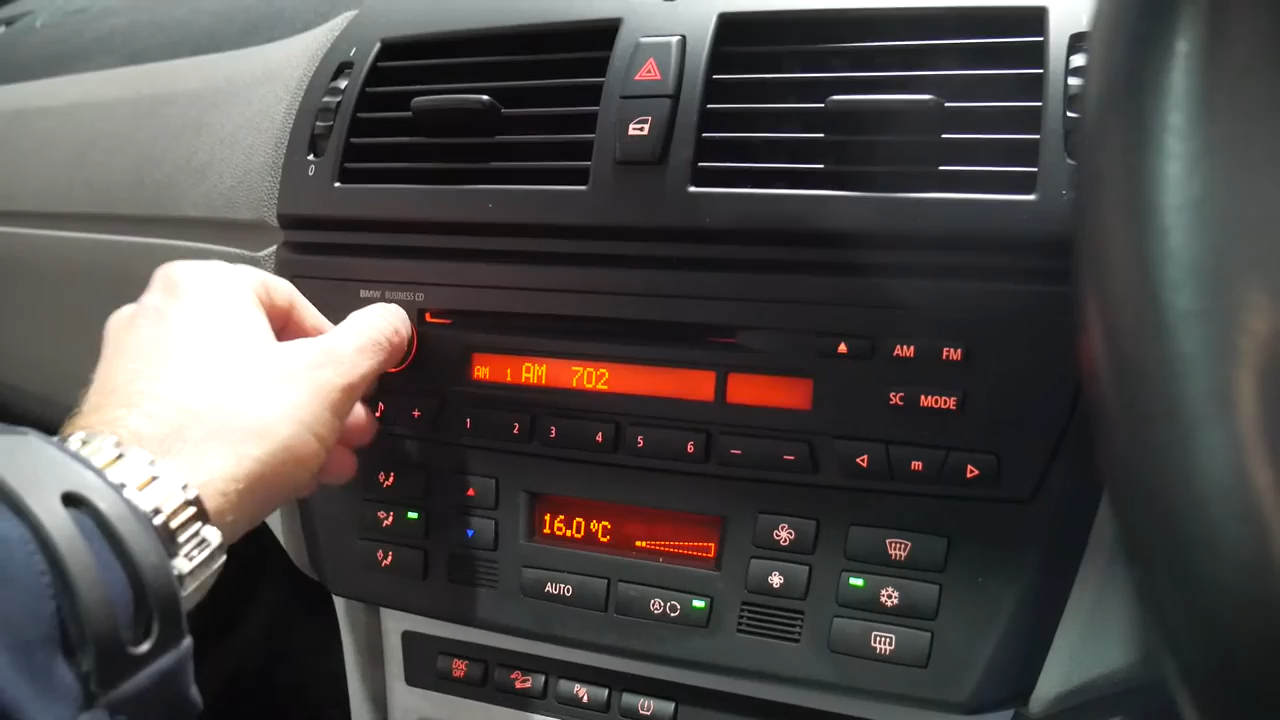 0
BMW BUSINESS CD
AM FM
AM 1 AM 702
SC MODE
+
1 2 3 4 5 6 − −
m
16.0°C
AUTO
A
DSC
OFF
P